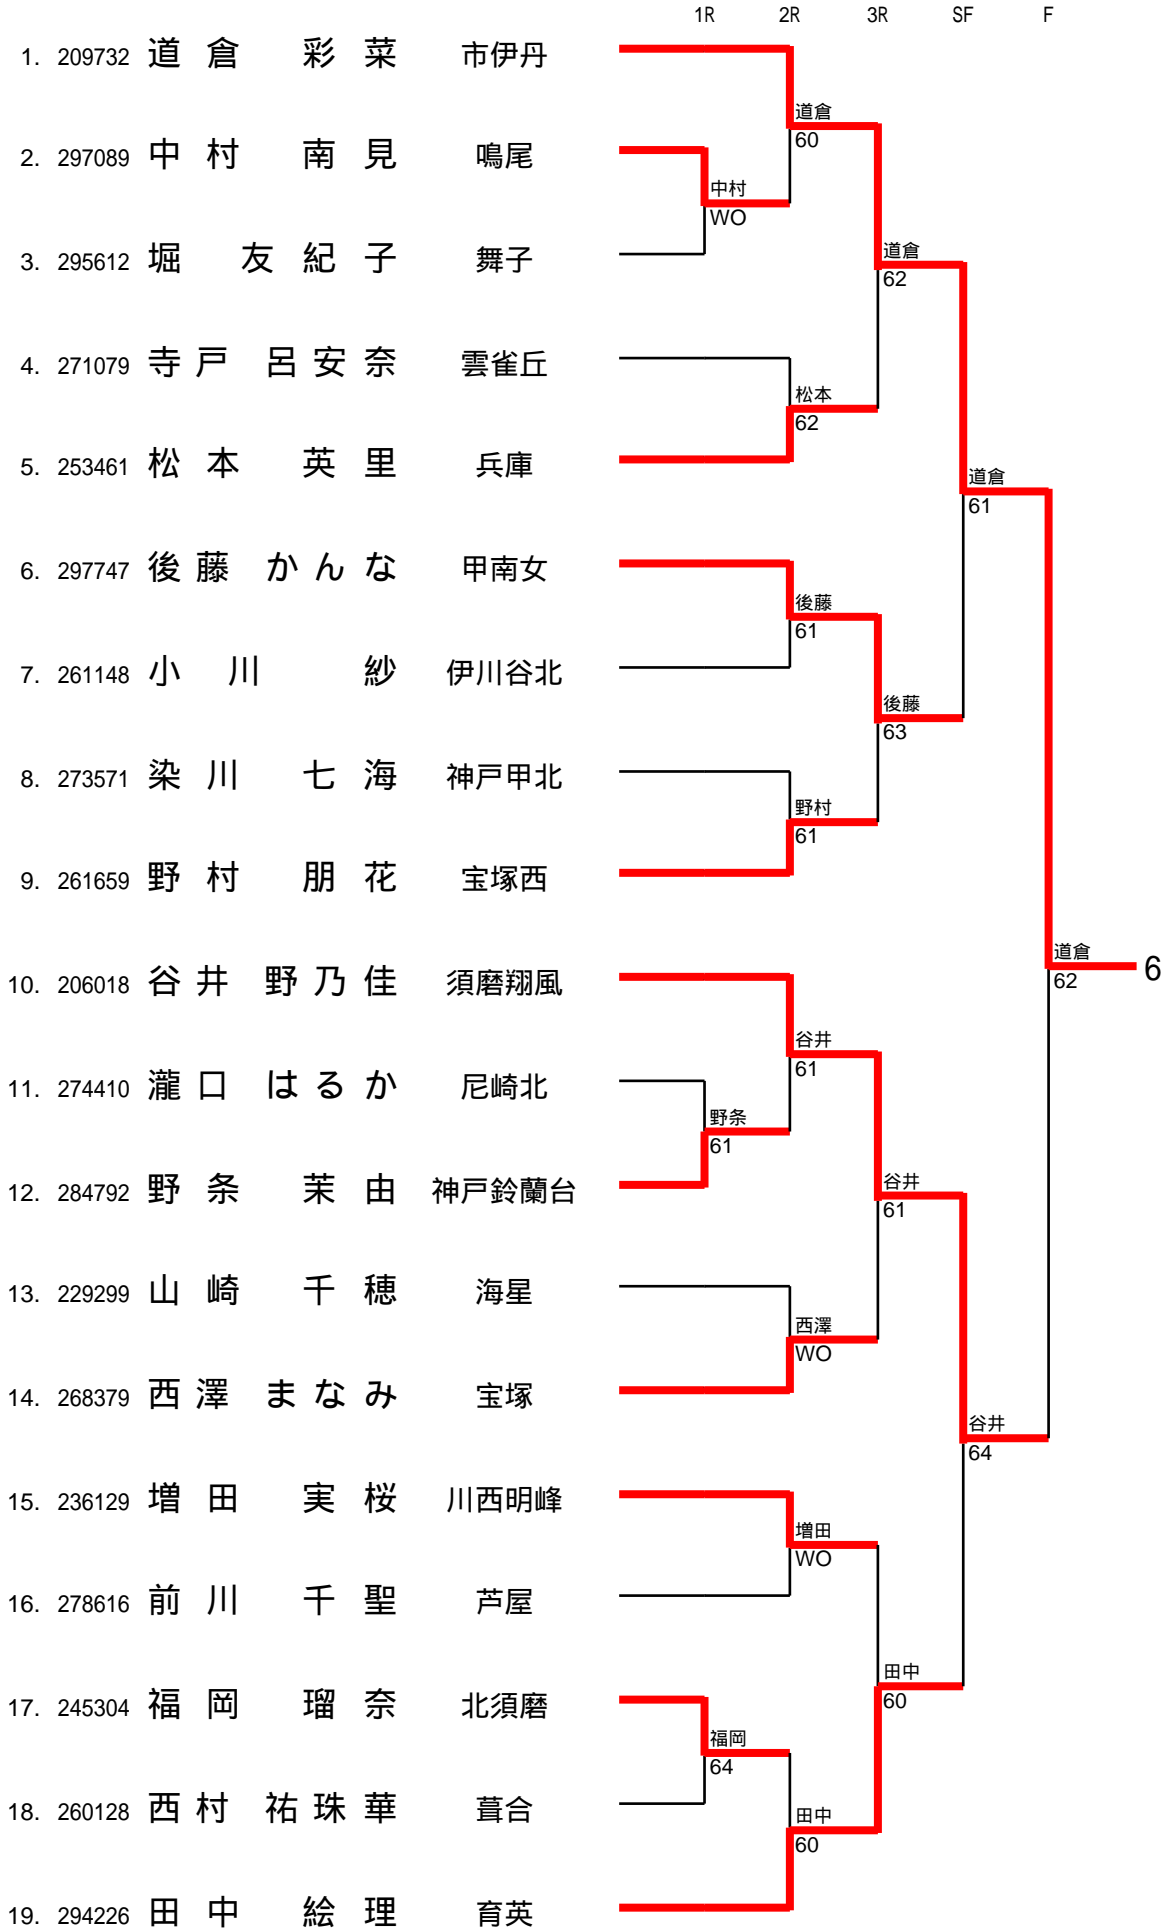 1R 2R 3R SF F
1. 209732 道倉 彩菜 市伊丹
道倉
60
2. 297089 中村 南見 鳴尾
中村
WO
3. 295612 堀 友紀子 舞子
道倉
62
4. 271079 寺戸 呂安奈 雲雀丘
松本
62
5. 253461 松本 英里 兵庫
道倉
61
6. 297747 後藤 かんな 甲南女
後藤
61
7. 261148 小川 紗 伊川谷北
後藤
63
8. 273571 染川 七海 神戸甲北
野村
61
9. 261659 野村 朋花 宝塚西
道倉
62
6
10. 206018 谷井 野乃佳 須磨翔風
谷井
61
11. 274410 瀧口 はるか 尼崎北
野条
61
12. 284792 野条 茉由 神戸鈴蘭台
谷井
61
13. 229299 山崎 千穂 海星
西澤
WO
14. 268379 西澤 まなみ 宝塚
谷井
64
15. 236129 増田 実桜 川西明峰
増田
WO
16. 278616 前川 千聖 芦屋
田中
60
17. 245304 福岡 瑠奈 北須磨
福岡
64
18. 260128 西村 祐珠華 葺合
田中
60
19. 294226 田中 絵理 育英